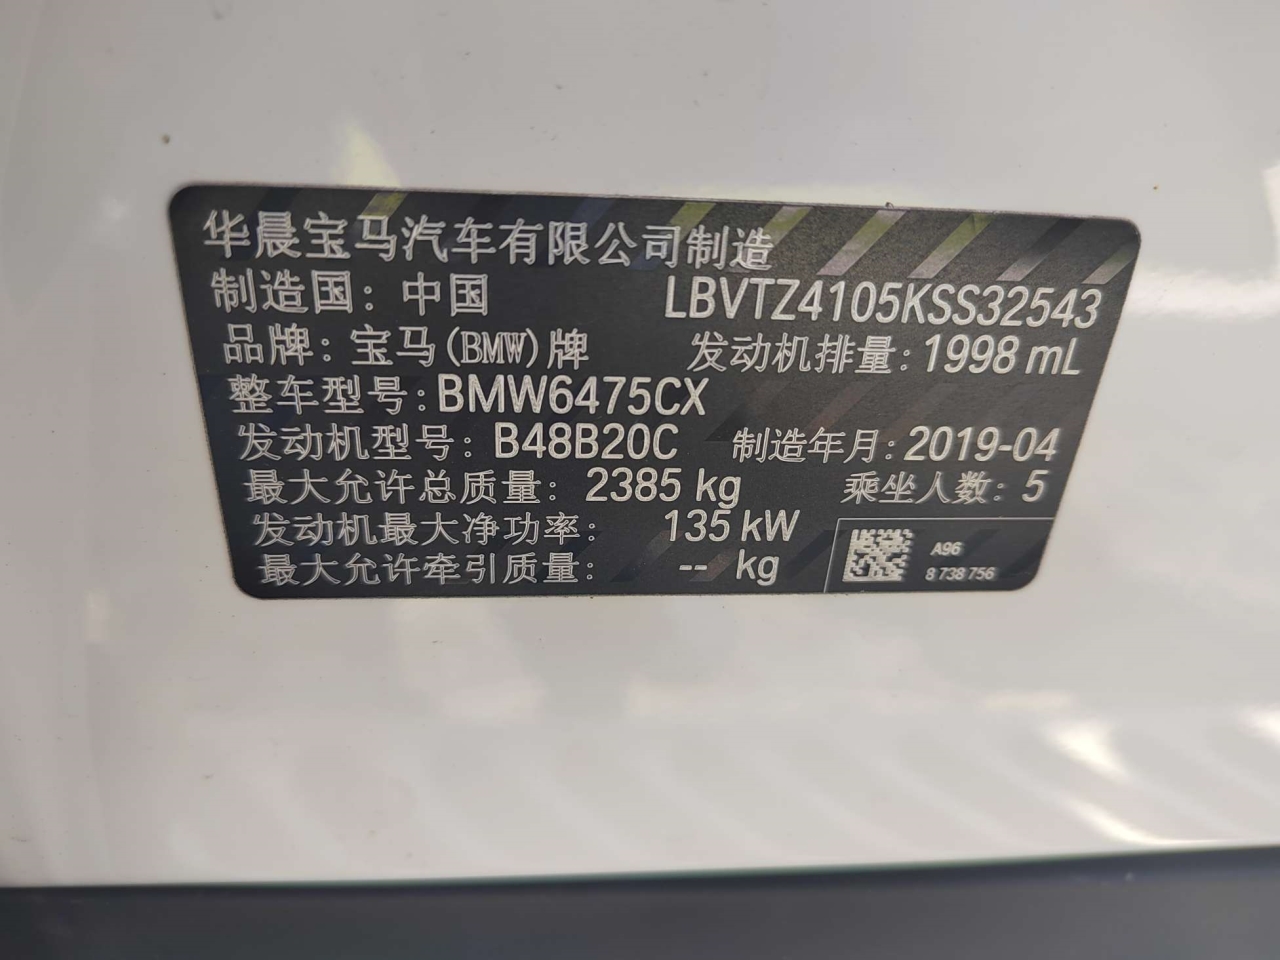 华晨宝马汽车有限公司制造
制造国：中国 LBVTZ4105KSS32543
品牌：宝马(BMW)牌 发动机排量：1998 mL
整车型号：BMW6475CX
发动机型号：B48B20C 制造年月：2019-04
最大允许总质量：2385 kg 乘坐人数：5
发动机最大净功率：135 kW
最大允许牵引质量：-- kg
A96
8 738 756